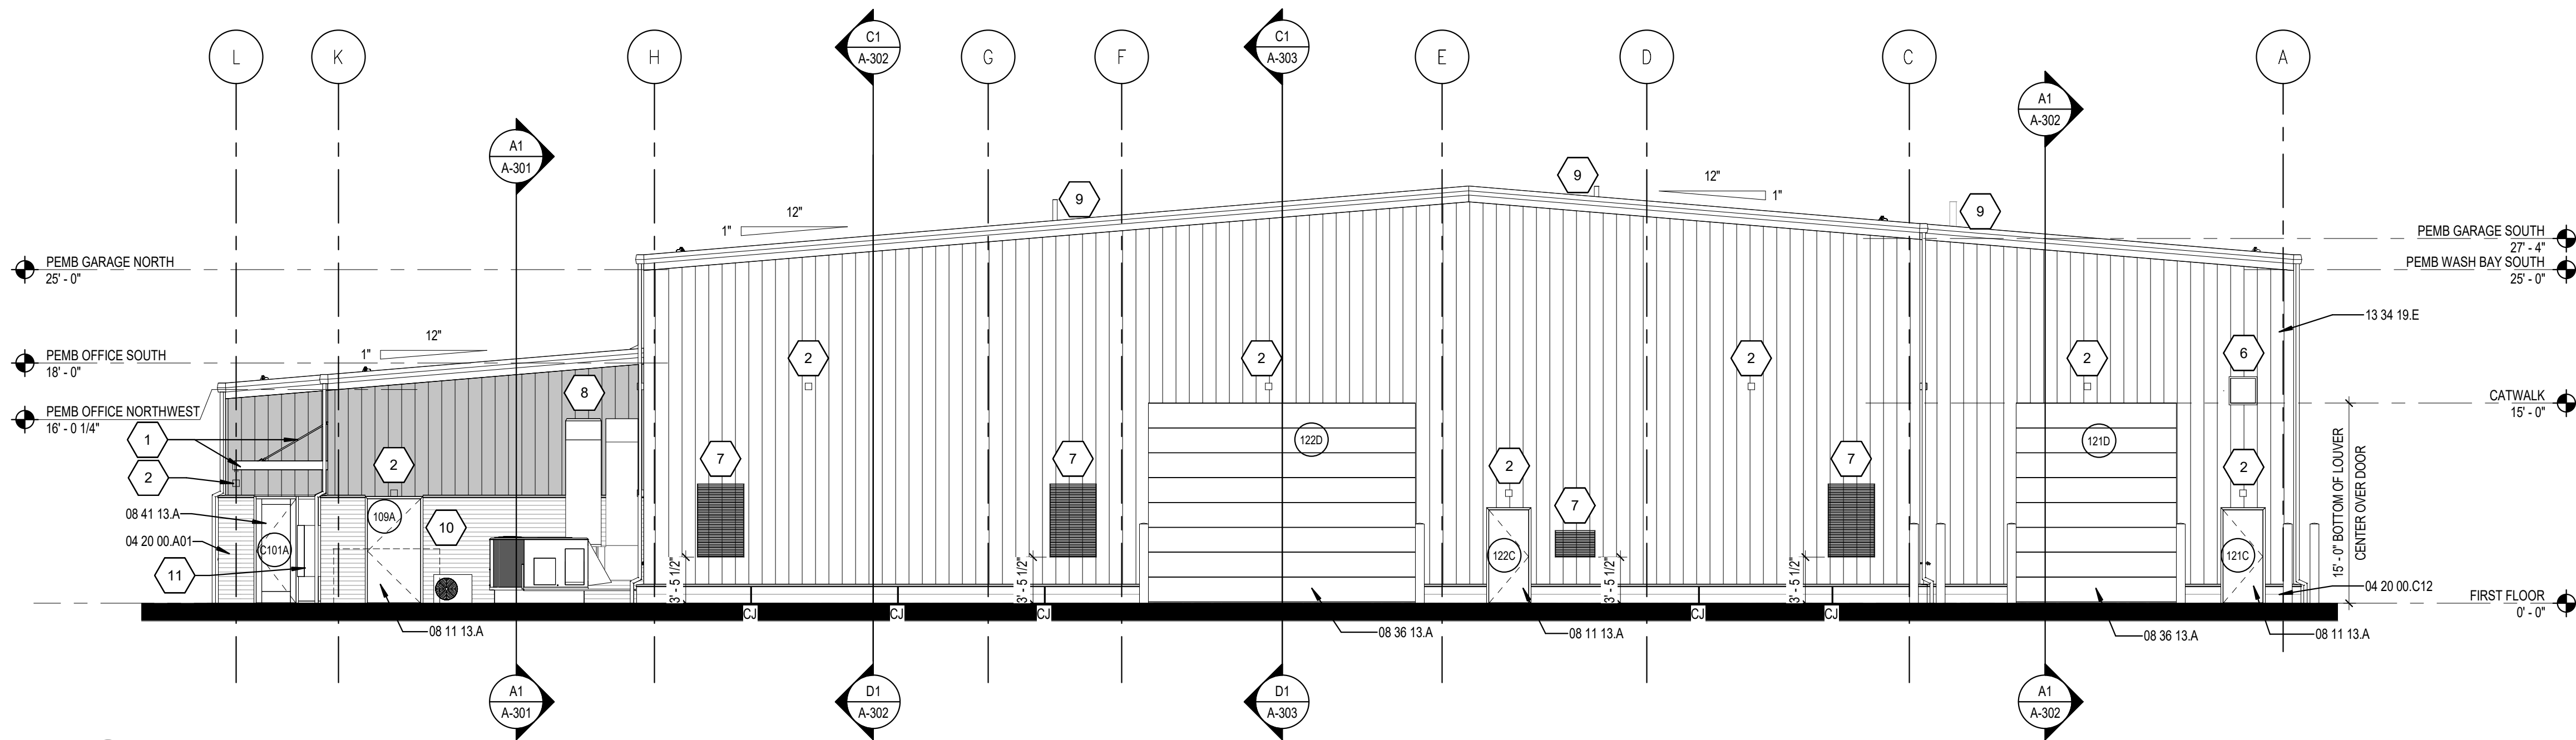 L
K
H
C1
A-302
G
F
C1
A-303
E
D
C
A
A1
A-301
A1
A-302
9
12"
1"
9
9
12"
1"
PEMB GARAGE NORTH
25' - 0"
PEMB GARAGE SOUTH
27' - 4"
PEMB WASH BAY SOUTH
25' - 0"
13 34 19.E
12"
1"
PEMB OFFICE SOUTH
18' - 0"
2
2
2
2
6
8
PEMB OFFICE NORTHWEST
16' - 0 1/4"
CATWALK
15' - 0"
1
2
2
7
7
122D
2
7
7
121D
2
15' - 0" BOTTOM OF LOUVER
CENTER OVER DOOR
08 41 13.A
109A
10
04 20 00.A01
C101A
11
122C
121C
3' - 5 1/2"
3' - 5 1/2"
3' - 5 1/2"
3' - 5 1/2"
04 20 00.C12
FIRST FLOOR
0' - 0"
CJ
CJ
CJ
CJ
CJ
08 11 13.A
08 36 13.A
08 11 13.A
08 36 13.A
08 11 13.A
A1
A-301
D1
A-302
D1
A-303
A1
A-302